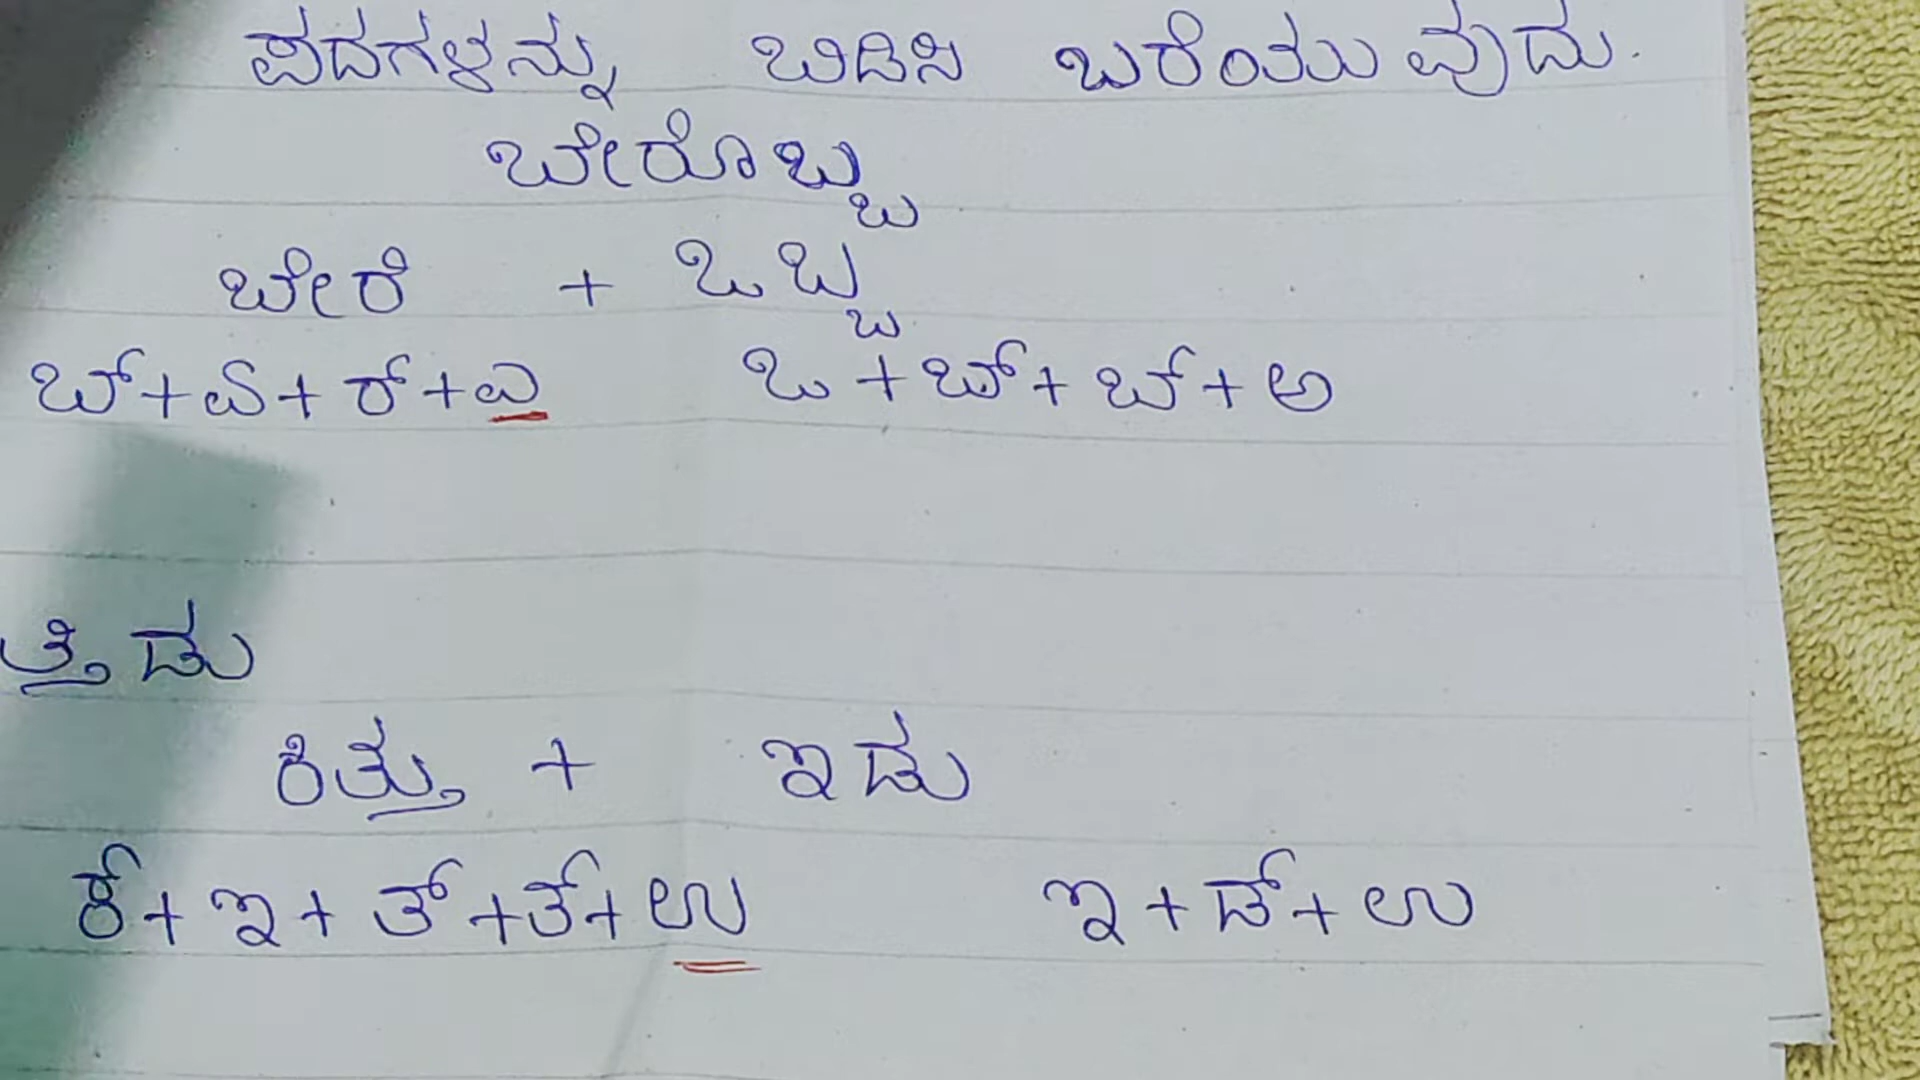 ಪದಗಳನ್ನು ಬಿಡಿಸಿ ಬರೆಯುವುದು.
ಬೇರೊಬ್ಬ
ಬೇರೆ + ಒಬ್ಬ
ಬ್+ಏ+ರ್+ಎ ಒ+ಬ್+ಬ್+ಅ
ತ್ತಿಡು
ಕಿತ್ತು + ಇಡು
ಕ್+ಇ+ತ್+ತ್+ಉ ಇ+ಡ್+ಉ